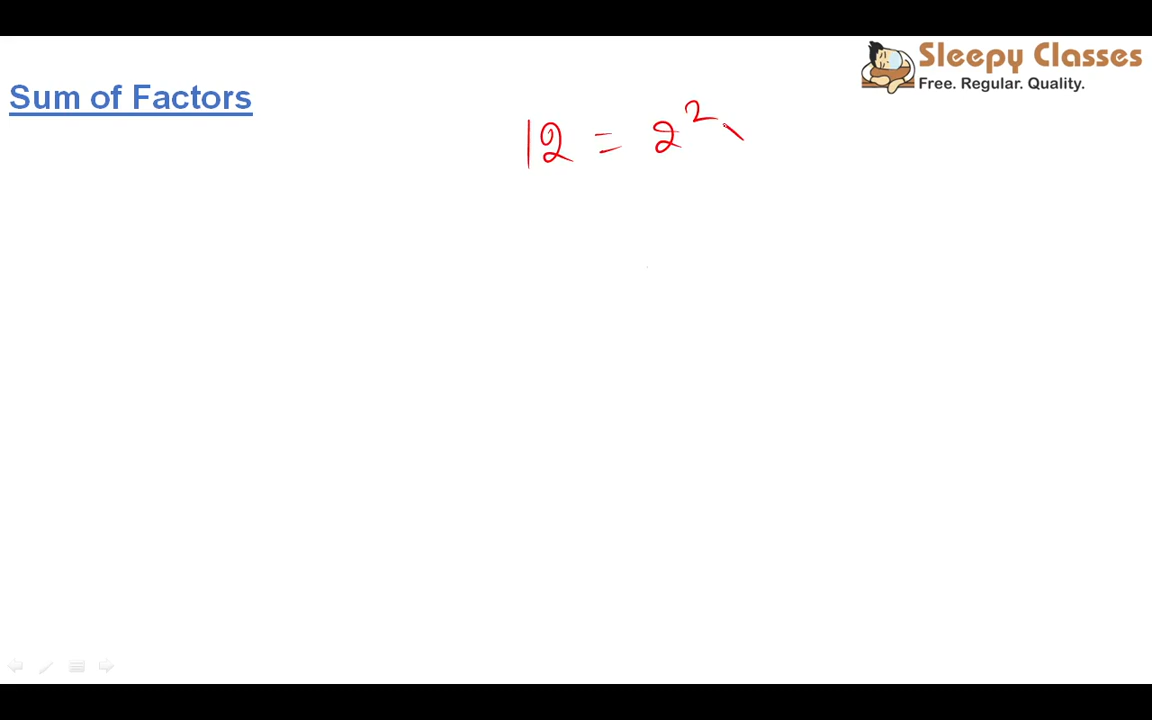 Sleepy Classes
Free. Regular. Quality.
Sum of Factors
12 = 2²